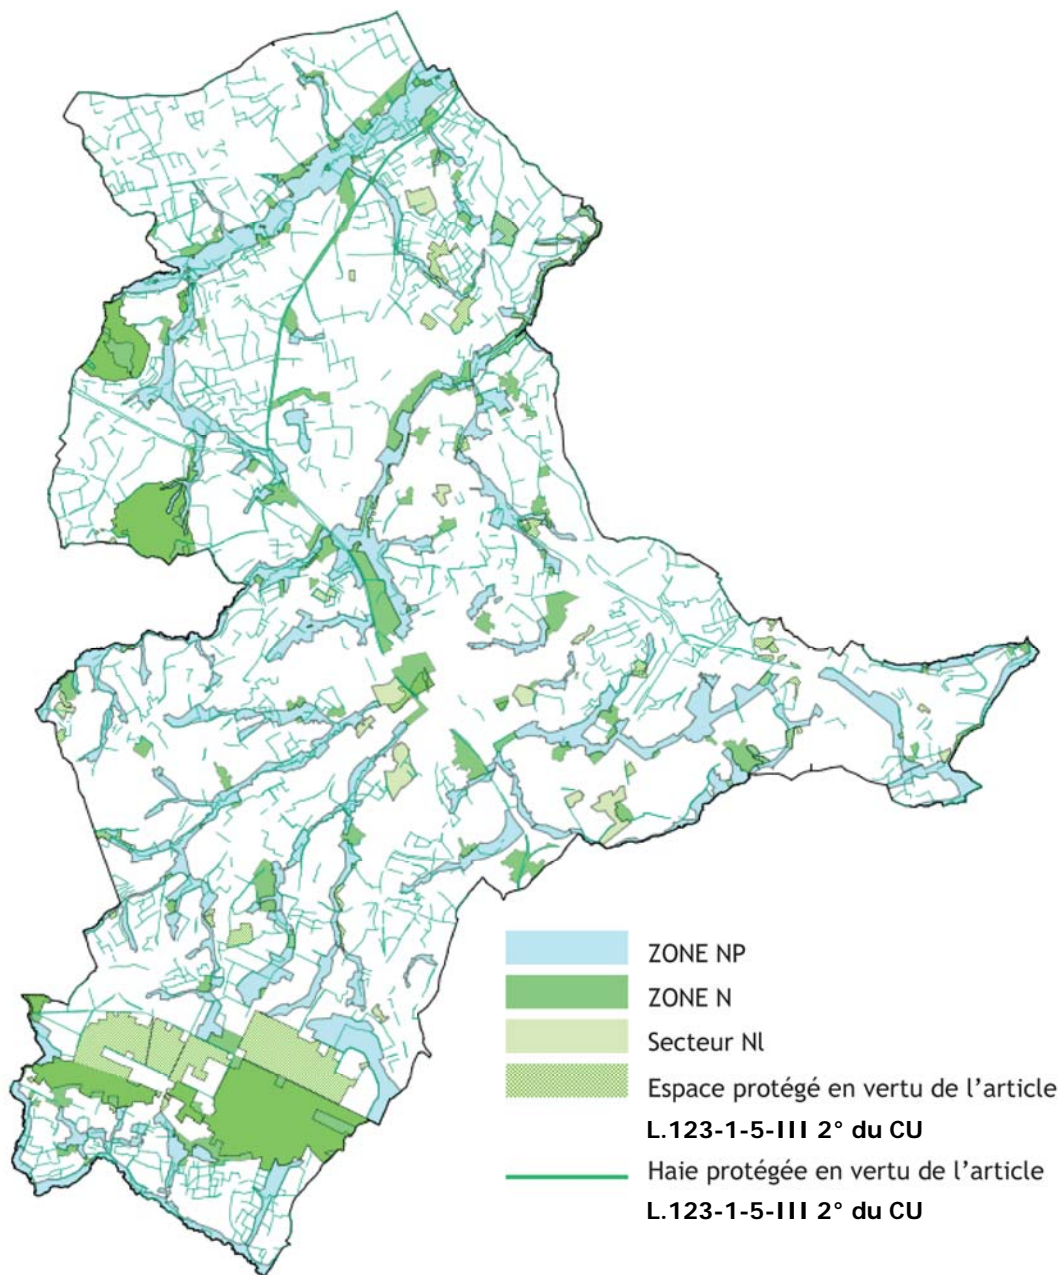 ZONE NP
ZONE N
Secteur Nl
Espace protégé en vertu de l'article
L.123-1-5-III 2° du CU
Haie protégée en vertu de l'article
L.123-1-5-III 2° du CU